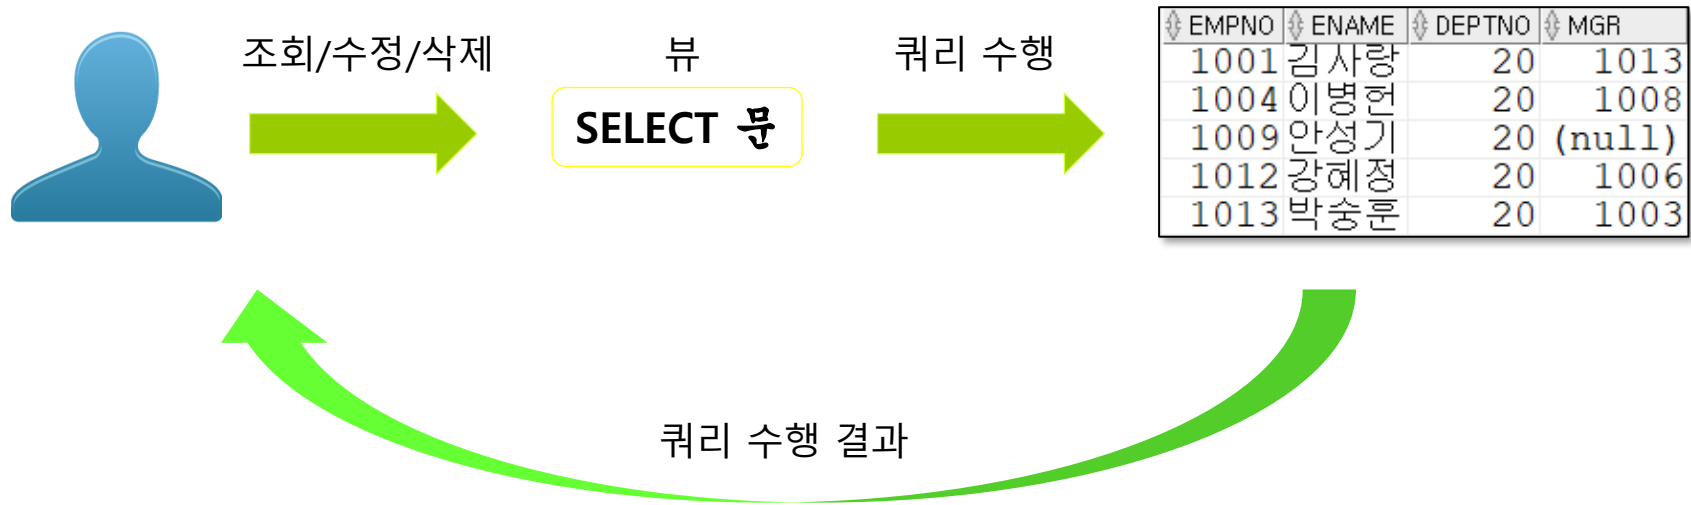 조회/수정/삭제
뷰
SELECT 문
쿼리 수행
EMPNO ENAME DEPTNO MGR
1001 김사랑 20 1013
1004 이병헌 20 1008
1009 안성기 20 (null)
1012 강혜정 20 1006
1013 박중훈 20 1003
쿼리 수행 결과